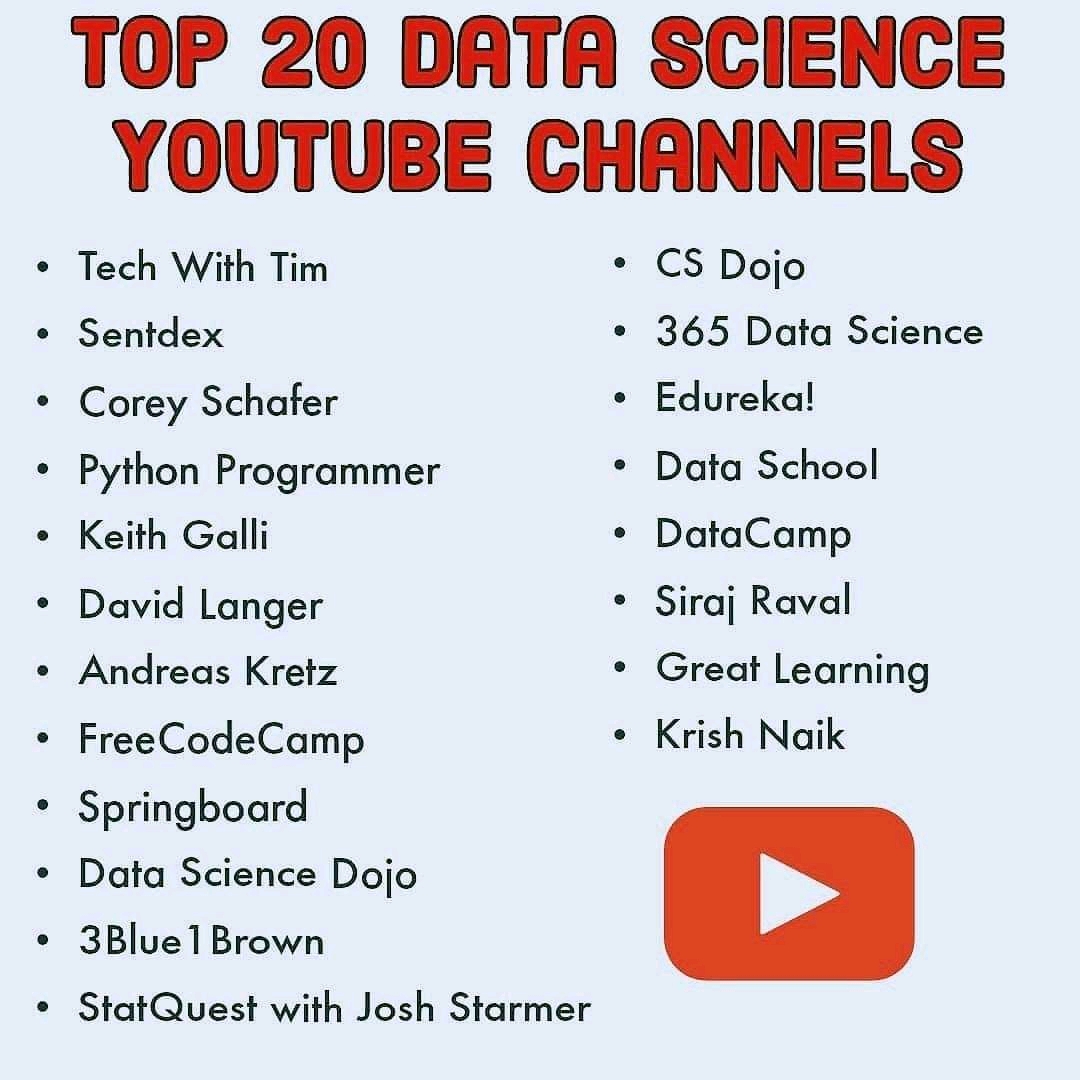 TOP 20 DATA SCIENCE
YOUTUBE CHANNELS
• Tech With Tim
• Sentdex
• Corey Schafer
• Python Programmer
• Keith Galli
• David Langer
• Andreas Kretz
• FreeCodeCamp
• Springboard
• Data Science Dojo
• 3Blue1Brown
• StatQuest with Josh Starmer
• CS Dojo
• 365 Data Science
• Edureka!
• Data School
• DataCamp
• Siraj Raval
• Great Learning
• Krish Naik